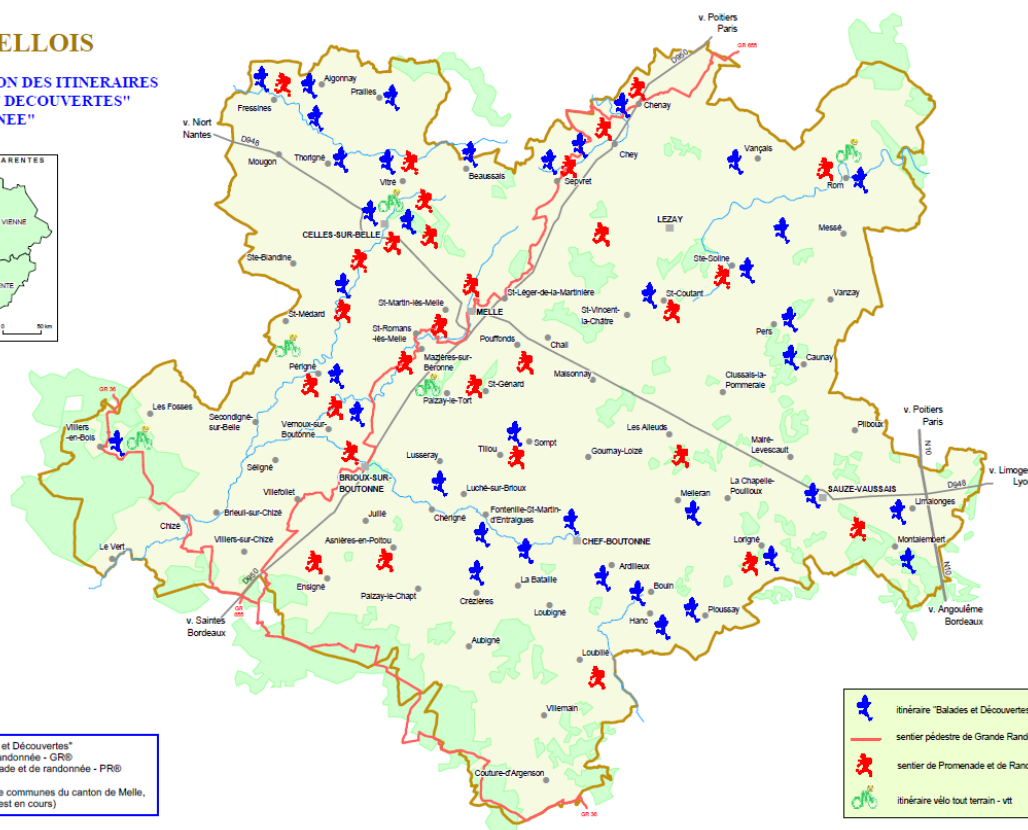 ELLOIS
ON DES ITINERAIRES
DECOUVERTES"
NEE"
ARENTES
VIENNE
ENTE
0 50 km
v. Poitiers
Paris
D950
GR 655
Aigonnay
Prailles
Fressines
Chenay
v. Niort
Nantes
D948
Mougon
Thorigné
Vitré
Beaussais
Sepvret
Chey
Vançais
Rom
CELLES-SUR-BELLE
LEZAY
Messé
Ste-Blandine
Ste-Soline
St-Martin-lès-Melle
St-Léger-de-la-Martinière
St-Coutant
Vanzay
St-Médard
MELLE
St-Vincent-
la-Châtre
St-Romans
-lès-Melle
Pouffonds
Chail
Pers
Mazières-sur-
Béronne
Caunay
Périgné
Maisonnay
Clussais-la-
Pommeraie
St-Génard
Paizay-le-Tort
GR 36
Les Fosses
Secondigné-
sur-Belle
Vernoux-sur-
Boutonne
Villiers
-en-Bois
Les Alleuds
Pliboux
v. Poitiers
Paris
N10
Lusseray
Tillou
Sompt
Gournay-Loizé
Mairé-
Levescault
Séligné
BRIOUX-SUR-
BOUTONNE
v. Limoges
Lyon
D948
Villefollet
Luché-sur-Brioux
Melleran
La Chapelle-
Pouilloux
SAUZE-VAUSSAIS
Limalonges
Chizé
Brieuil-sur-Chizé
Juillé
Chérigné
Fontenille-St-Martin-
d'Entraigues
Villiers-sur-Chizé
Asnières-en-Poitou
CHEF-BOUTONNE
Lorigné
Montalembert
Le Vert
D950
Ensigné
Paizay-le-Chapt
Crézières
La Bataille
Ardilleux
Bouin
N10
GR
655
v. Saintes
Bordeaux
Loubigné
Hanc
Ploussay
v. Angoulême
Bordeaux
Aubigné
Loubillé
Villemain
Couture-d'Argenson
GR 36
et Découvertes"
andonnée - GR®
ade et de randonnée - PR®
e communes du canton de Melle,
est en cours)
itinéraire "Balades et Découvertes
sentier pédestre de Grande Rand
sentier de Promenade et de Rand
itinéraire vélo tout terrain - vtt